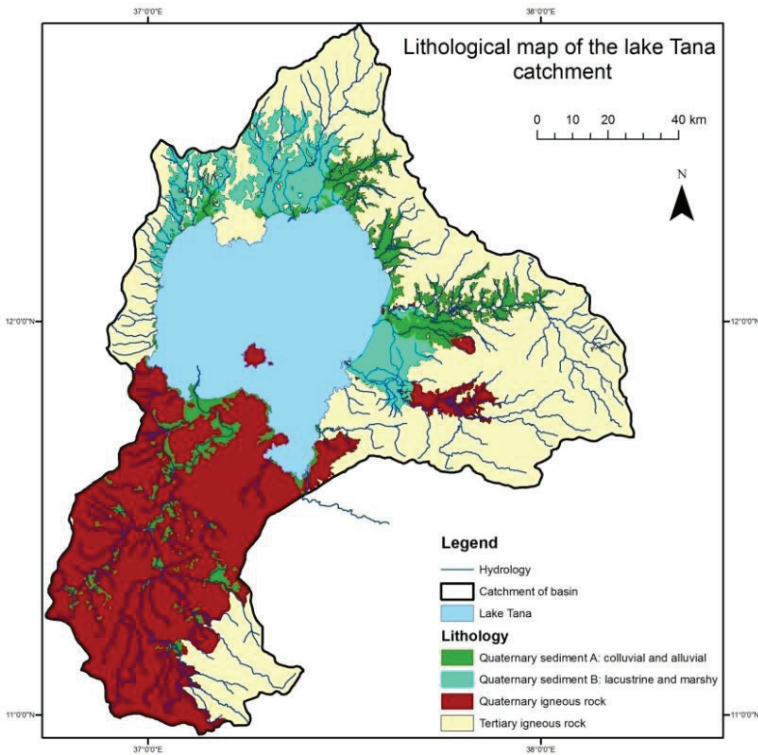 37°0'0"E
38°0'0"E
Lithological map of the lake Tana
catchment
0 10 20 40 km
N
12°0'0"N
12°0'0"N
Legend
Hydrology
Catchment of basin
Lake Tana
Lithology
Quaternary sediment A: colluvial and alluvial
Quaternary sediment B: lacustrine and marshy
Quaternary igneous rock
Tertiary igneous rock
11°0'0"N
11°0'0"N
37°0'0"E
38°0'0"E